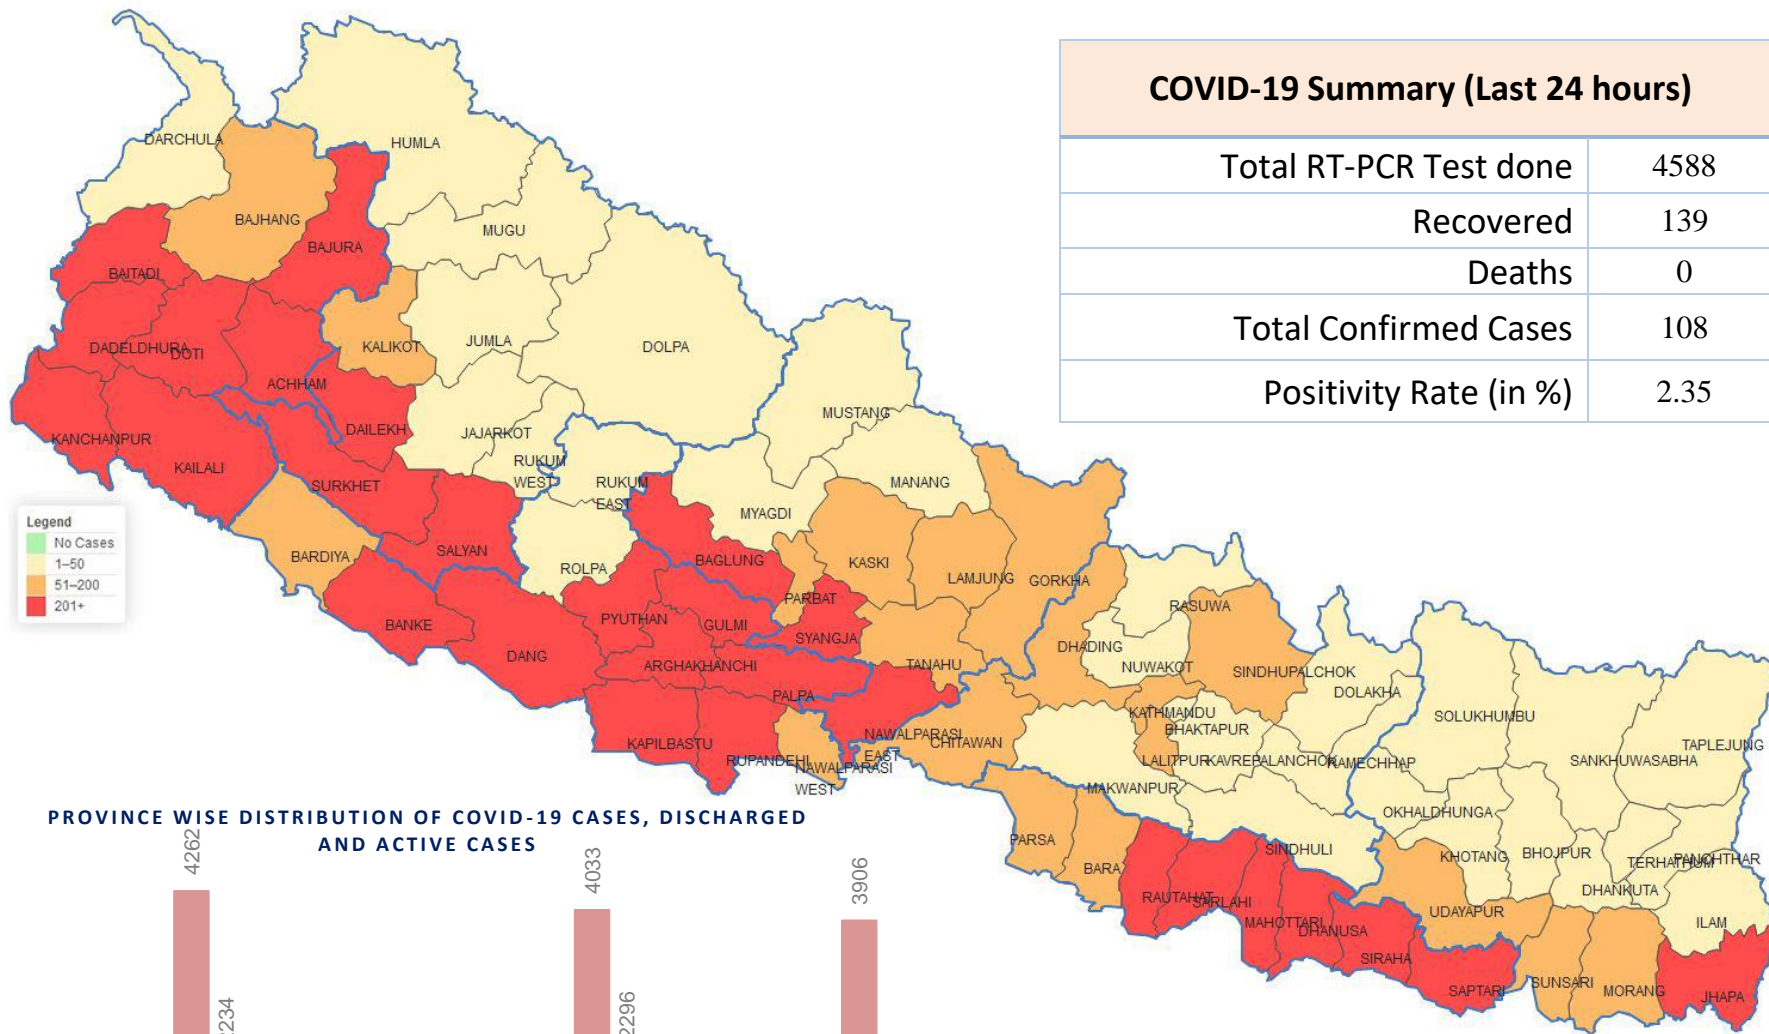 COVID-19 Summary (Last 24 hours)
Total RT-PCR Test done 4588
Recovered 139
Deaths 0
Total Confirmed Cases 108
Positivity Rate (in %) 2.35
DARCHULA
HUMLA
BAJHANG
MUGU
BAJURA
BAITADI
KALIKOT
JUMLA
DOLPA
DADELDHURA
DOTI
ACHHAM
MUSTANG
KANCHANPUR
DAILEKH
JAJARKOT
KAILALI
RUKUM
WEST
SURKHET
RUKUM
EAST
MANANG
MYAGDI
Legend
No Cases
1–50
51–200
201+
BARDIYA
SALYAN
ROLPA
BAGLUNG
KASKI
LAMJUNG
GORKHA
PARBAT
RASUWA
BANKE
PYUTHAN
GULMI
SYANGJA
DHADING
DANG
ARGHAKHANCHI
TANAHU
NUWAKOT
SINDHUPALCHOK
PALPA
DOLAKHA
KATHMANDU
SOLUKHUMBU
BHAKTAPUR
NAWALPARASI
EAST
KAPILBASTU
CHITAWAN
TAPLEJUNG
RUPANDEHI
NAWALPARASI
WEST
LALITPUR
KAVREPALANCHOK
RAMECHHAP
SANKHUWASABHA
MAKWANPUR
OKHALDHUNGA
PARSA
SINDHULI
KHOTANG
BHOJPUR
TERHATHUM
PANCHTHAR
BARA
DHANKUTA
RAUTAHAT
SARLAHI
UDAYAPUR
MAHOTTARI
DHANUSA
ILAM
SIRAHA
SAPTARI
SUNSARI
MORANG
JHAPA
PROVINCE WISE DISTRIBUTION OF COVID-19 CASES, DISCHARGED
AND ACTIVE CASES
4262
4033
3906
2234
2296